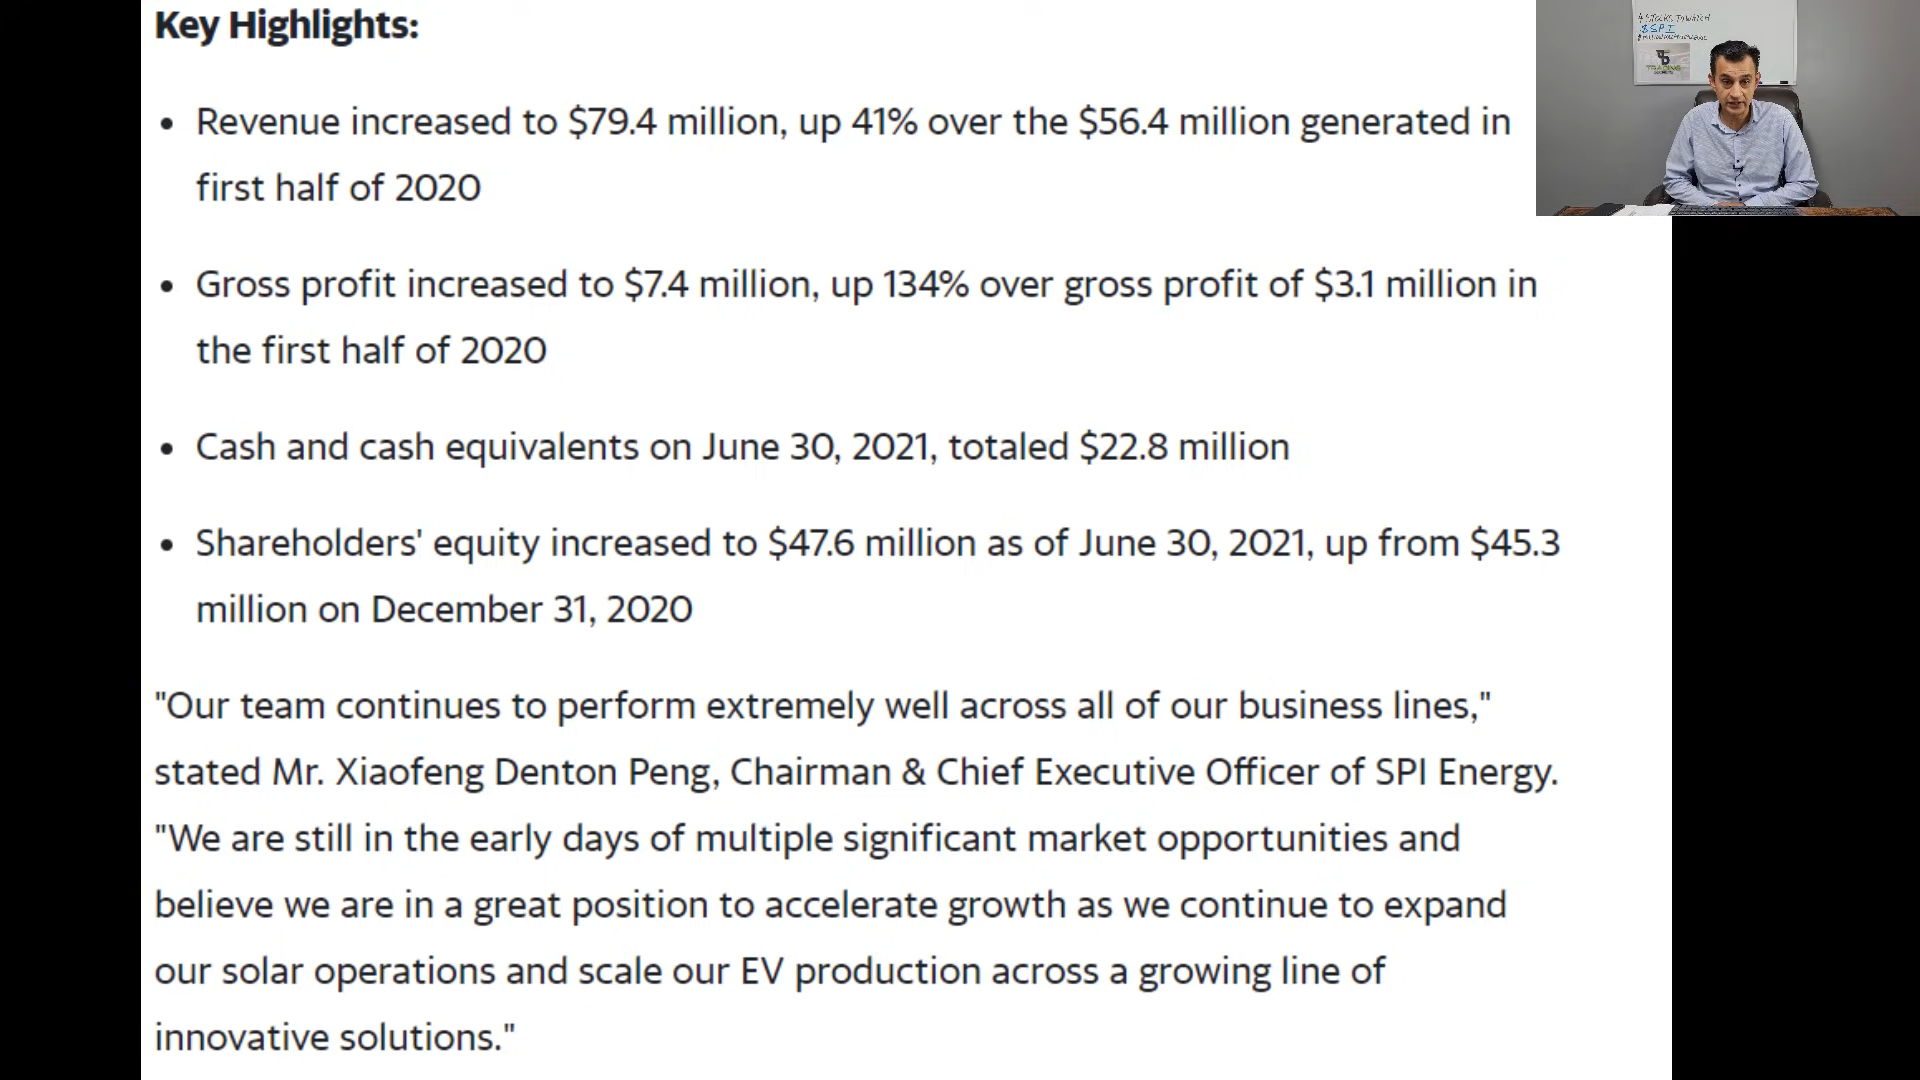 Key Highlights:
• Revenue increased to $79.4 million, up 41% over the $56.4 million generated in
first half of 2020
• Gross profit increased to $7.4 million, up 134% over gross profit of $3.1 million in
the first half of 2020
• Cash and cash equivalents on June 30, 2021, totaled $22.8 million
• Shareholders' equity increased to $47.6 million as of June 30, 2021, up from $45.3
million on December 31, 2020
"Our team continues to perform extremely well across all of our business lines,"
stated Mr. Xiaofeng Denton Peng, Chairman & Chief Executive Officer of SPI Energy.
"We are still in the early days of multiple significant market opportunities and
believe we are in a great position to accelerate growth as we continue to expand
our solar operations and scale our EV production across a growing line of
innovative solutions."
STOCKS TO WATCH
$SPI
TRADING